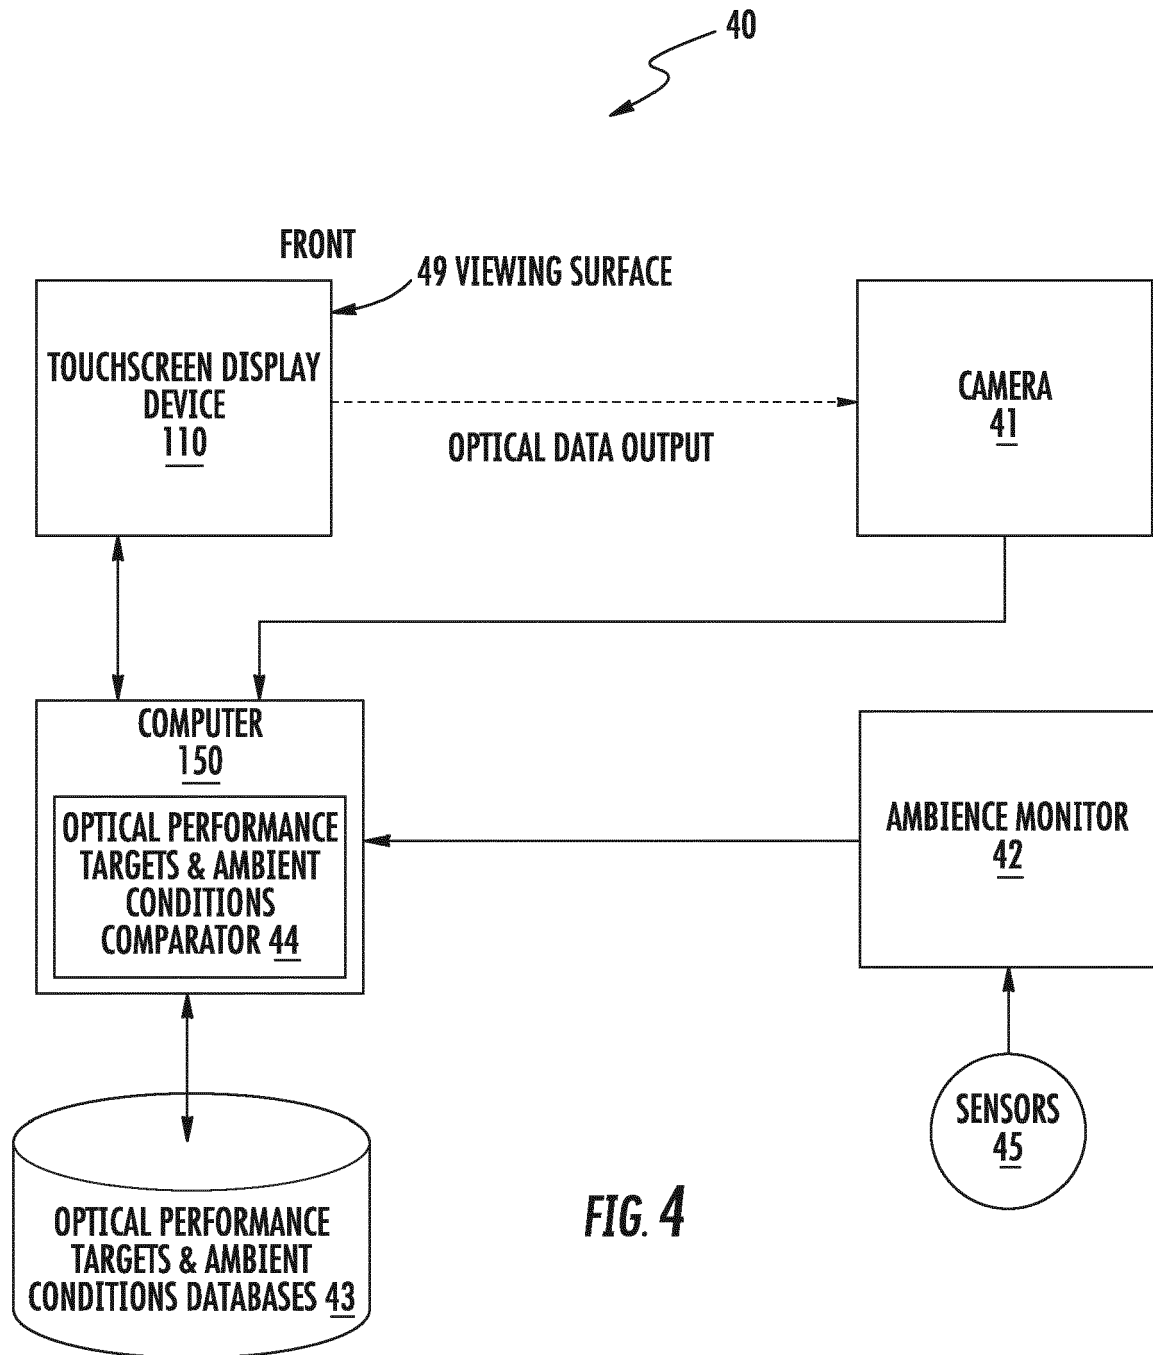 40
FRONT
49 VIEWING SURFACE
TOUCHSCREEN DISPLAY
DEVICE
110
OPTICAL DATA OUTPUT
CAMERA
41
COMPUTER
150
OPTICAL PERFORMANCE
TARGETS & AMBIENT
CONDITIONS
COMPARATOR 44
AMBIENCE MONITOR
42
SENSORS
45
OPTICAL PERFORMANCE
TARGETS & AMBIENT
CONDITIONS DATABASES 43
FIG. 4